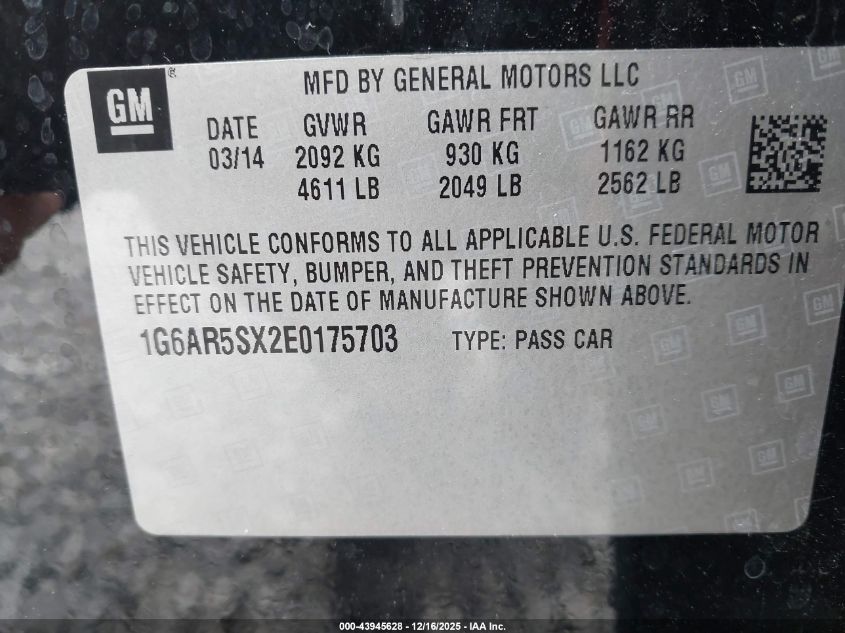 GM®
MFD BY GENERAL MOTORS LLC
DATE GVWR GAWR FRT GAWR RR
03/14 2092 KG 930 KG 1162 KG
4611 LB 2049 LB 2562 LB
THIS VEHICLE CONFORMS TO ALL APPLICABLE U.S. FEDERAL MOTOR
VEHICLE SAFETY, BUMPER, AND THEFT PREVENTION STANDARDS IN
EFFECT ON THE DATE OF MANUFACTURE SHOWN ABOVE.
1G6AR5SX2E0175703 TYPE: PASS CAR
000-43945628 - 12/16/2025 - IAA Inc.